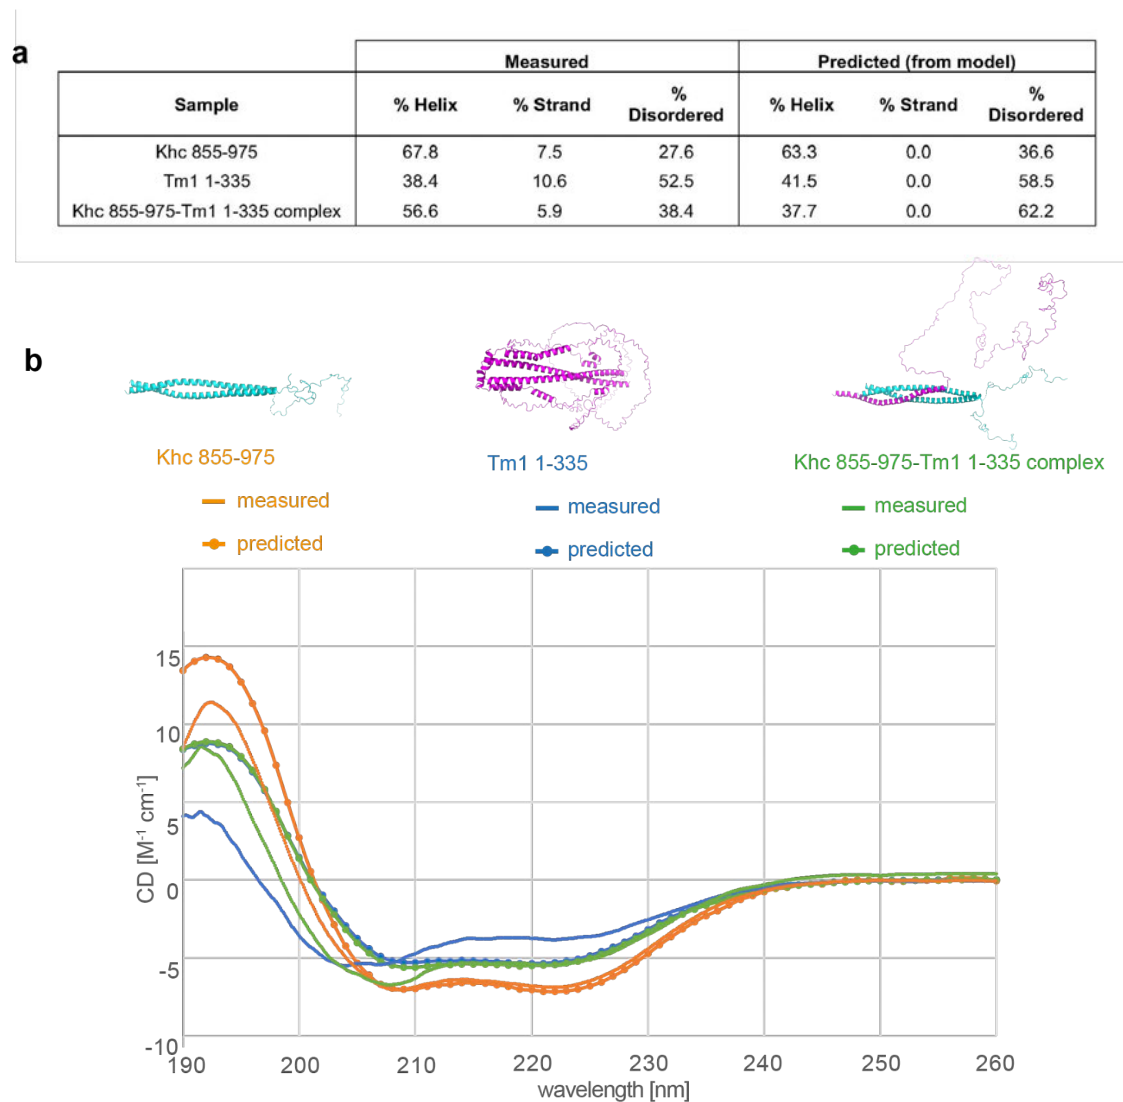 a
Measured Predicted (from model)
Sample % Helix % Strand % Disordered % Helix % Strand % Disordered
Khc 855-975 67.8 7.5 27.6 63.3 0.0 36.6
Tm1 1-335 38.4 10.6 52.5 41.5 0.0 58.5
Khc 855-975-Tm1 1-335 complex 56.6 5.9 38.4 37.7 0.0 62.2
b
Khc 855-975 Tm1 1-335 Khc 855-975-Tm1 1-335 complex
measured measured measured
predicted predicted predicted
15
10
5
0
-5
-10
CD [M⁻¹ cm⁻¹]
190 200 210 220 230 240 250 260
wavelength [nm]